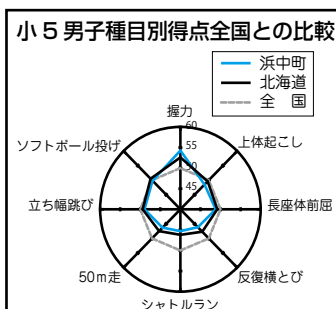 小5男子種目別得点全国との比較
浜中町
北海道
全　国
握力
60
55
50
45
上体起こし
長座体前屈
反復横とび
シャトルラン
50m走
立ち幅跳び
ソフトボール投げ